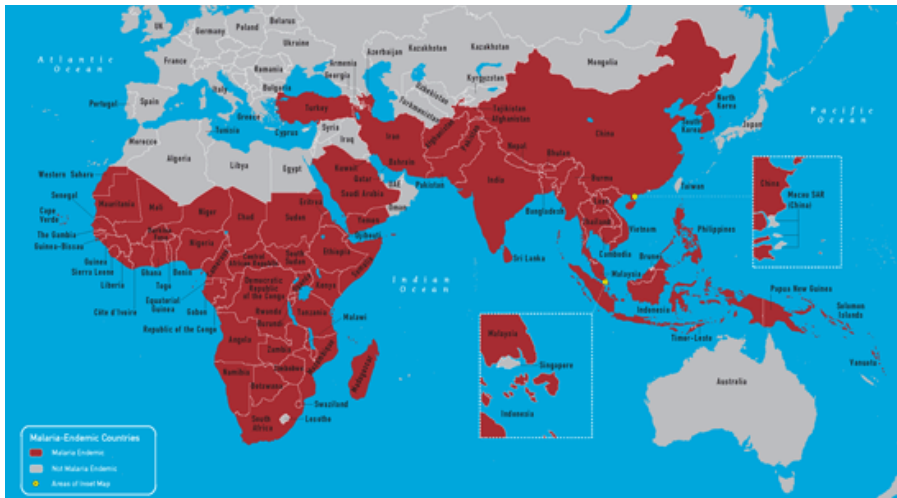 UK
Poland
Belarus
Germany
Ukraine
France
Romania
Bulgaria
Italy
Greece
Spain
Portugal
Atlantic
Ocean
Armenia
Georgia
Azerbaijan
Kazakhstan
Kazakhstan
Kyrgyzstan
Uzbekistan
Turkmenistan
Mongolia
North
Korea
South
Korea
Japan
Pacific
Ocean
Turkey
Tunisia
Cyprus
Syria
Iraq
Iran
Afghanistan
Pakistan
Tajikistan
Afghanistan
China
Nepal
Bhutan
Morocco
Algeria
Libya
Egypt
Kuwait
Bahrain
Qatar
Saudi Arabia
UAE
Oman
Pakistan
India
Burma
Laos
Taiwan
China
Macau SAR
(China)
Western Sahara
Senegal
Cape
Verde
The Gambia
Guinea-Bissau
Guinea
Sierra Leone
Liberia
Côte d'Ivoire
Mauritania
Mali
Niger
Chad
Sudan
Eritrea
Yemen
Djibouti
Bangladesh
Thailand
Vietnam
Philippines
Burkina
Faso
Nigeria
Ghana
Togo
Benin
Cameroon
Central
African Republic
South
Sudan
Ethiopia
Somalia
Sri Lanka
Cambodia
Brunei
Malaysia
Equatorial
Guinea
Gabon
Republic of the Congo
Democratic
Republic
of the Congo
Uganda
Kenya
Rwanda
Burundi
Tanzania
Malawi
Indian
Ocean
Indonesia
Papua New Guinea
Solomon
Islands
Timor-Leste
Vanuatu
Angola
Zambia
Zimbabwe
Mozambique
Madagascar
Namibia
Botswana
Swaziland
Lesotho
South
Africa
Malaysia
Singapore
Indonesia
Australia
Malaria-Endemic Countries
Malaria Endemic
Not Malaria Endemic
Areas of Inset Map